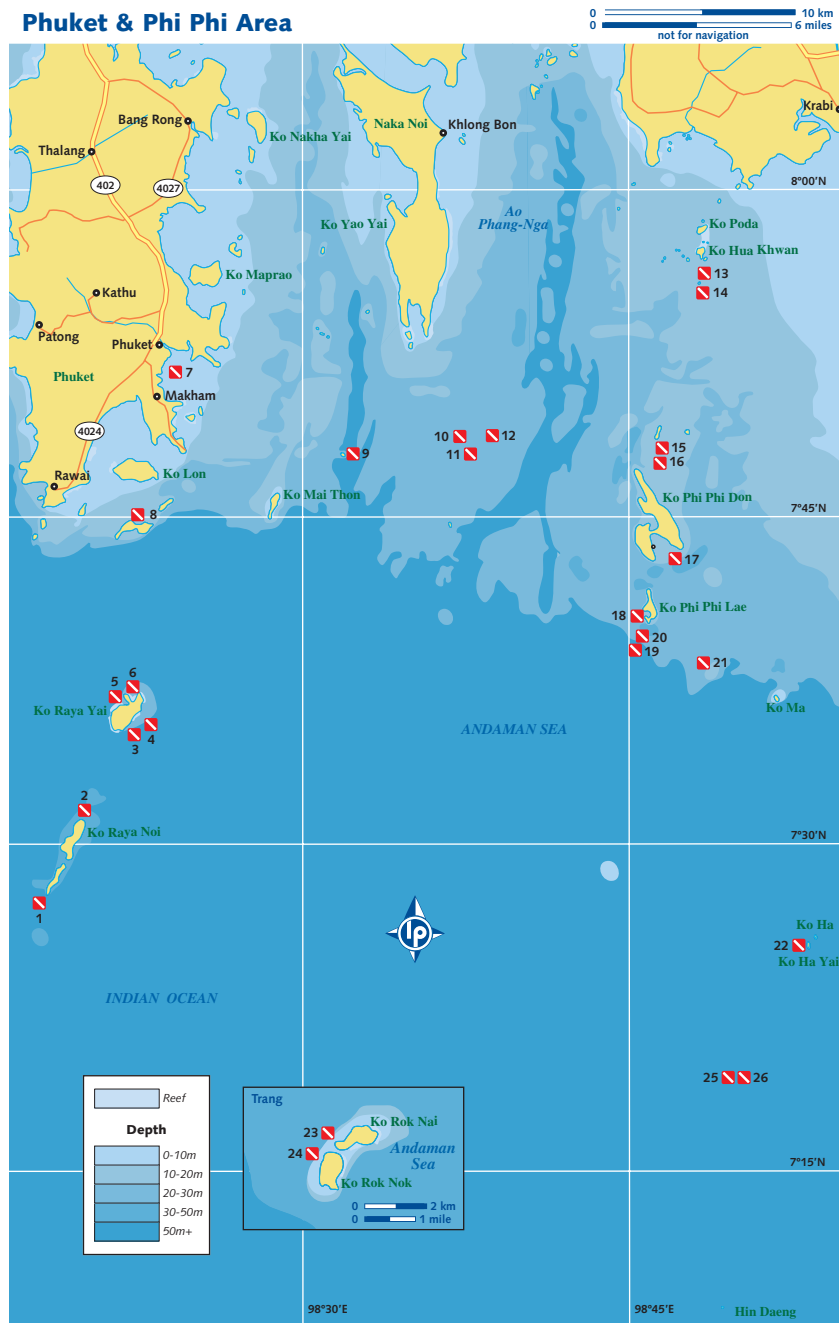 Phuket & Phi Phi Area
0 10 km
0 6 miles
not for navigation
Krabi
Bang Rong
Naka Noi
Khlong Bon
Ko Nakha Yai
Thalang
402
4027
8°00'N
Ao
Phang-Nga
Ko Yao Yai
Ko Poda
Ko Hua Khwan
Ko Maprao
13
Kathu
14
Patong
Phuket
7
Phuket
Makham
4024
10
12
15
9
11
16
Rawai
Ko Lon
Ko Mai Thon
Ko Phi Phi Don
8
7°45'N
17
Ko Phi Phi Lae
18
20
19
21
6
5
Ko Raya Yai
Ko Ma
4
3
ANDAMAN SEA
2
Ko Raya Noi
7°30'N
1
lp
Ko Ha
22
Ko Ha Yai
INDIAN OCEAN
25
26
Reef
Depth
0-10m
10-20m
20-30m
30-50m
50m+
Trang
Ko Rok Nai
23
Andaman
Sea
24
Ko Rok Nok
0 2 km
0 1 mile
7°15'N
98°30'E
98°45'E
Hin Daeng